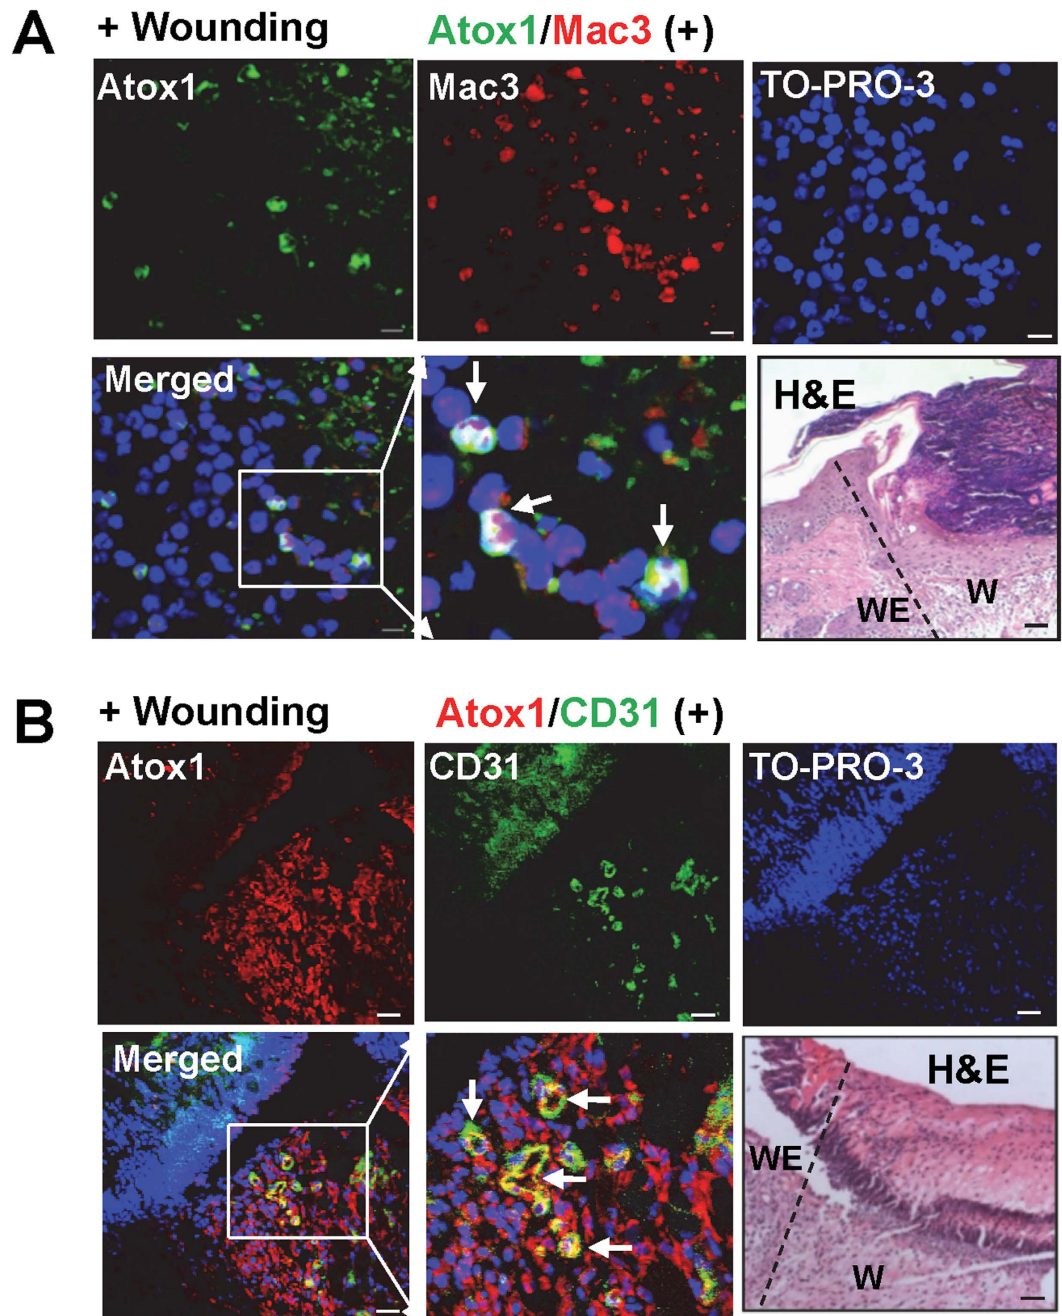 A
+ Wounding
Atox1/Mac3 (+)
Atox1
Mac3
TO-PRO-3
Merged
H&E
WE
W
B
+ Wounding
Atox1/CD31 (+)
Atox1
CD31
TO-PRO-3
Merged
H&E
WE
W